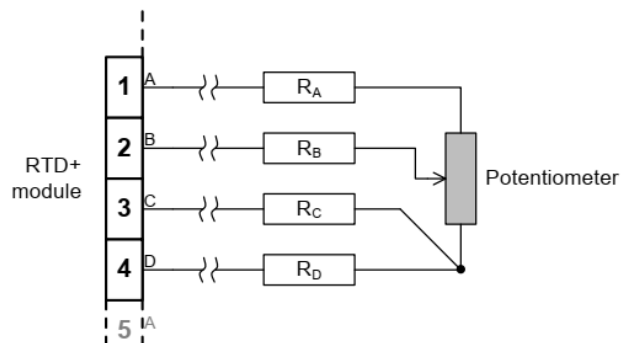 1 A
R_A
2 B
R_B
RTD+
module
Potentiometer
3 C
R_C
4 D
R_D
5 A